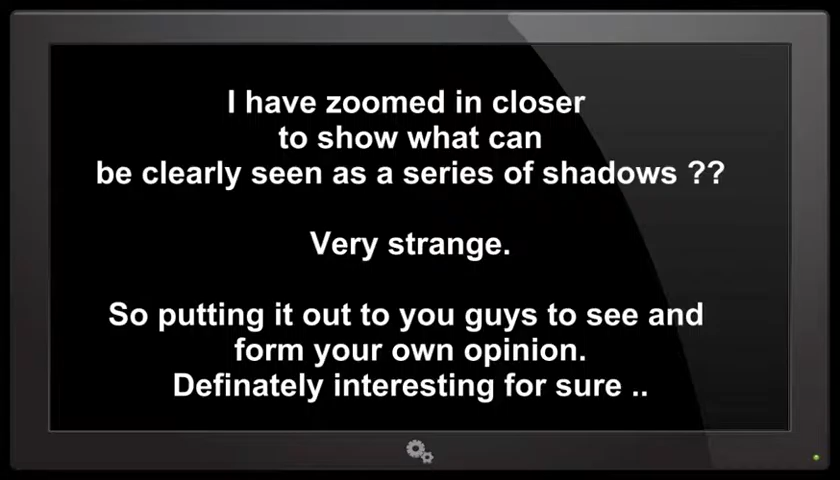 I have zoomed in closer
to show what can
be clearly seen as a series of shadows ??
Very strange.
So putting it out to you guys to see and
form your own opinion.
Definately interesting for sure ..